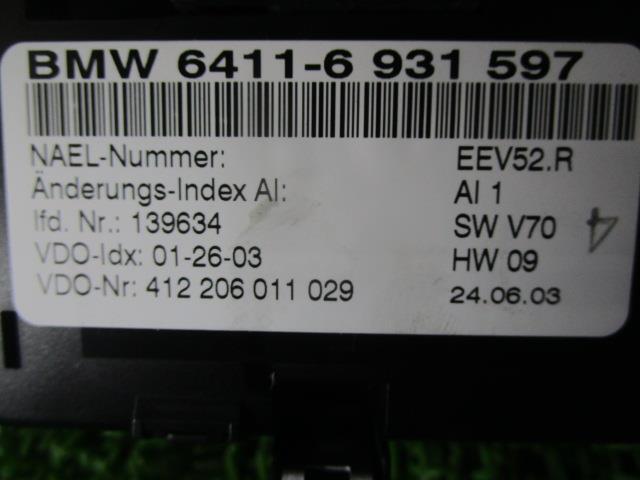 BMW 6411-6 931 597
NAEL-Nummer: EEV52.R
Änderungs-Index AI: AI 1
lfd. Nr.: 139634 SW V70
VDO-Idx: 01-26-03 HW 09
VDO-Nr: 412 206 011 029 24.06.03
4